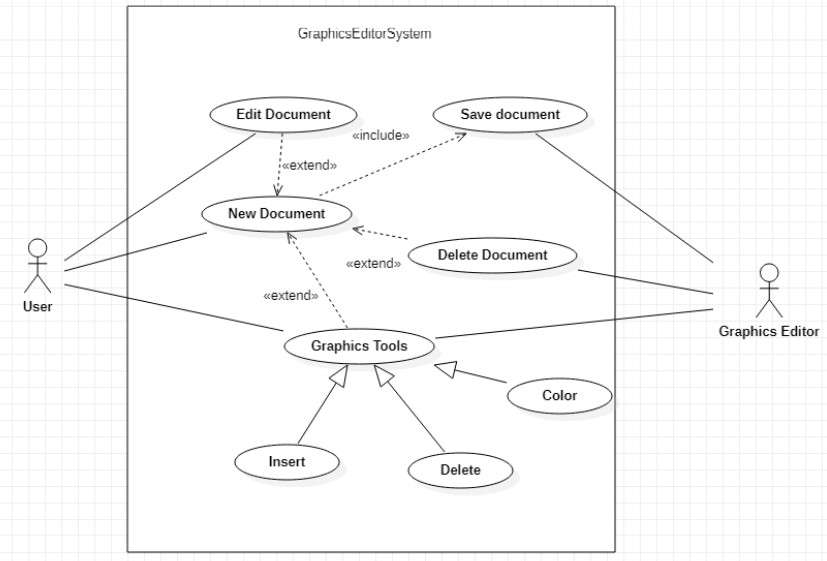 GraphicsEditorSystem
Edit Document
Save document
«include»
«extend»
New Document
Delete Document
«extend»
«extend»
User
Graphics Editor
Graphics Tools
Color
Insert
Delete